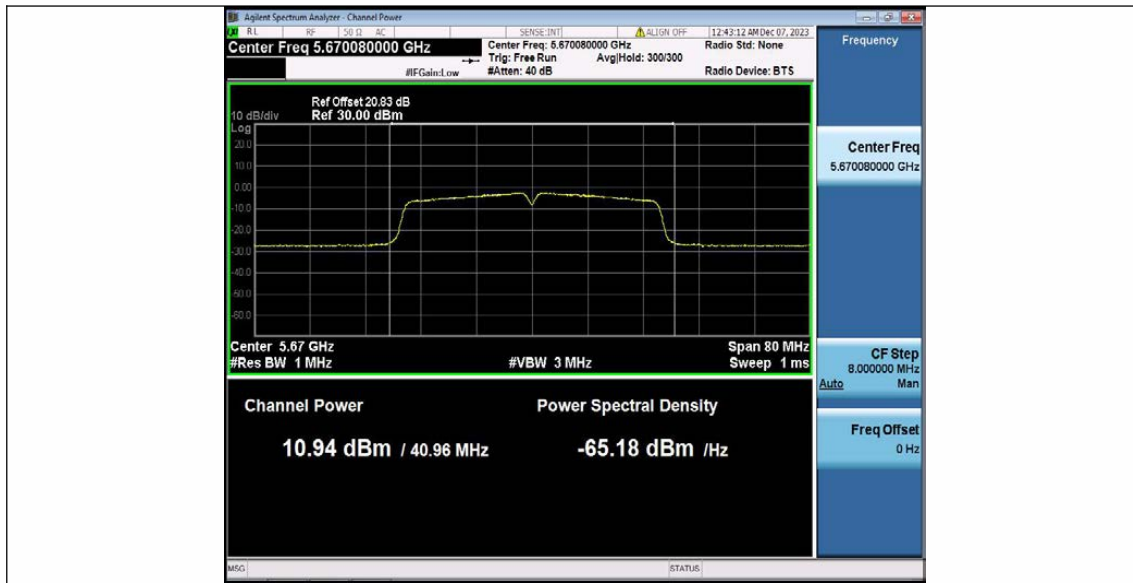 Agilent Spectrum Analyzer - Channel Power
RL RF 50 Ω AC SENSE:INT ALIGN OFF 12:43:12 AM Dec 07, 2023
Center Freq 5.670080000 GHz
Center Freq: 5.670080000 GHz
Radio Std: None
Trig: Free Run
Avg|Hold: 300/300
#IFGain:Low
#Atten: 40 dB
Radio Device: BTS
Ref Offset 20.83 dB
10 dB/div
Ref 30.00 dBm
Log
20.0
10.0
0.00
-10.0
-20.0
-30.0
-40.0
-50.0
-60.0
Center 5.67 GHz
Span 80 MHz
#Res BW 1 MHz
#VBW 3 MHz
Sweep 1 ms
Channel Power
Power Spectral Density
10.94 dBm / 40.96 MHz
-65.18 dBm /Hz
MSG
STATUS
Frequency
Center Freq
5.670080000 GHz
CF Step
8.000000 MHz
Auto Man
Freq Offset
0 Hz